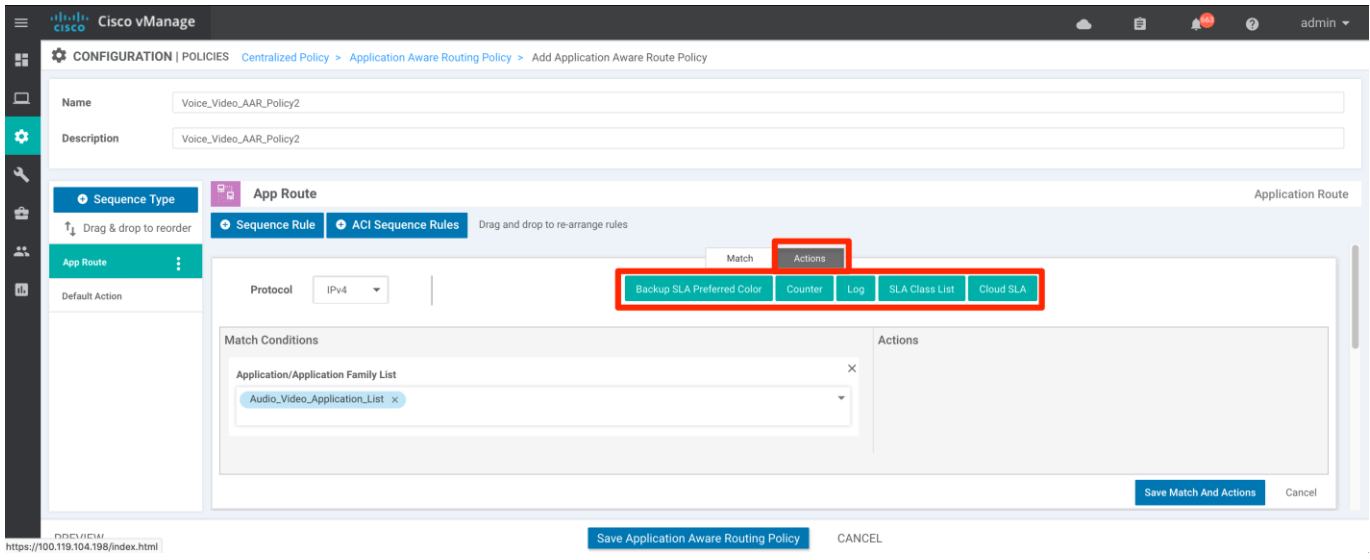 cisco Cisco vManage
663
admin
CONFIGURATION | POLICIES Centralized Policy > Application Aware Routing Policy > Add Application Aware Route Policy
Name Voice_Video_AAR_Policy2
Description Voice_Video_AAR_Policy2
Sequence Type
Drag & drop to reorder
App Route
Default Action
App Route Application Route
Sequence Rule ACI Sequence Rules Drag and drop to re-arrange rules
Match Actions
Protocol IPv4 Backup SLA Preferred Color Counter Log SLA Class List Cloud SLA
Match Conditions Actions
Application/Application Family List
Audio_Video_Application_List ×
Save Match And Actions Cancel
PREVIEW Save Application Aware Routing Policy CANCEL
https://100.119.104.198/index.html